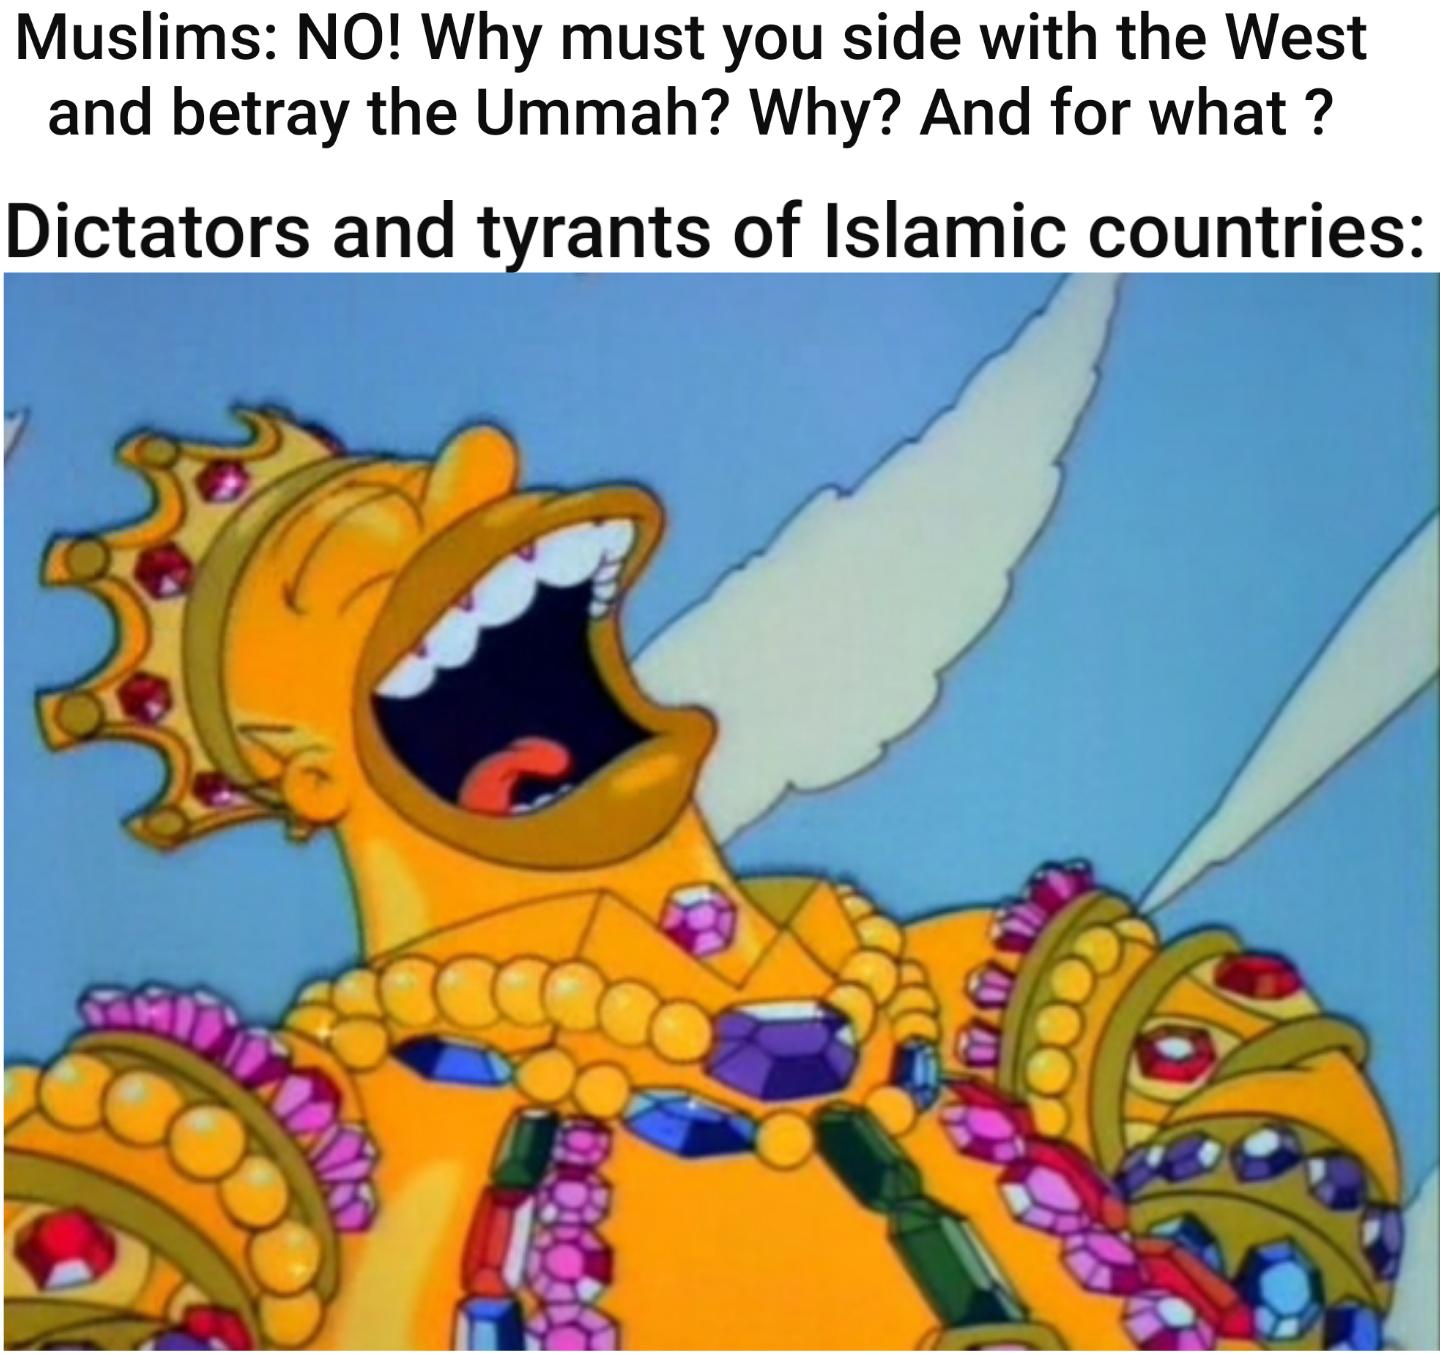 Muslims: NO! Why must you side with the West
and betray the Ummah? Why? And for what ?
Dictators and tyrants of Islamic countries: